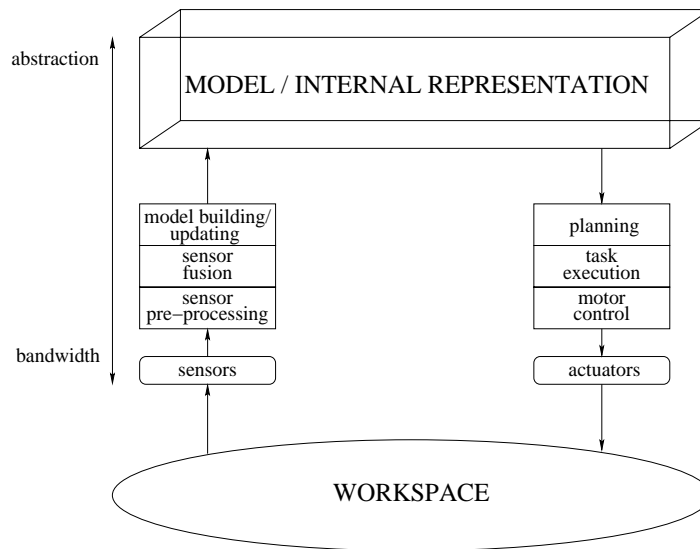 abstraction
MODEL / INTERNAL REPRESENTATION
model building/
updating
sensor
fusion
sensor
pre−processing
planning
task
execution
motor
control
bandwidth
sensors
actuators
WORKSPACE